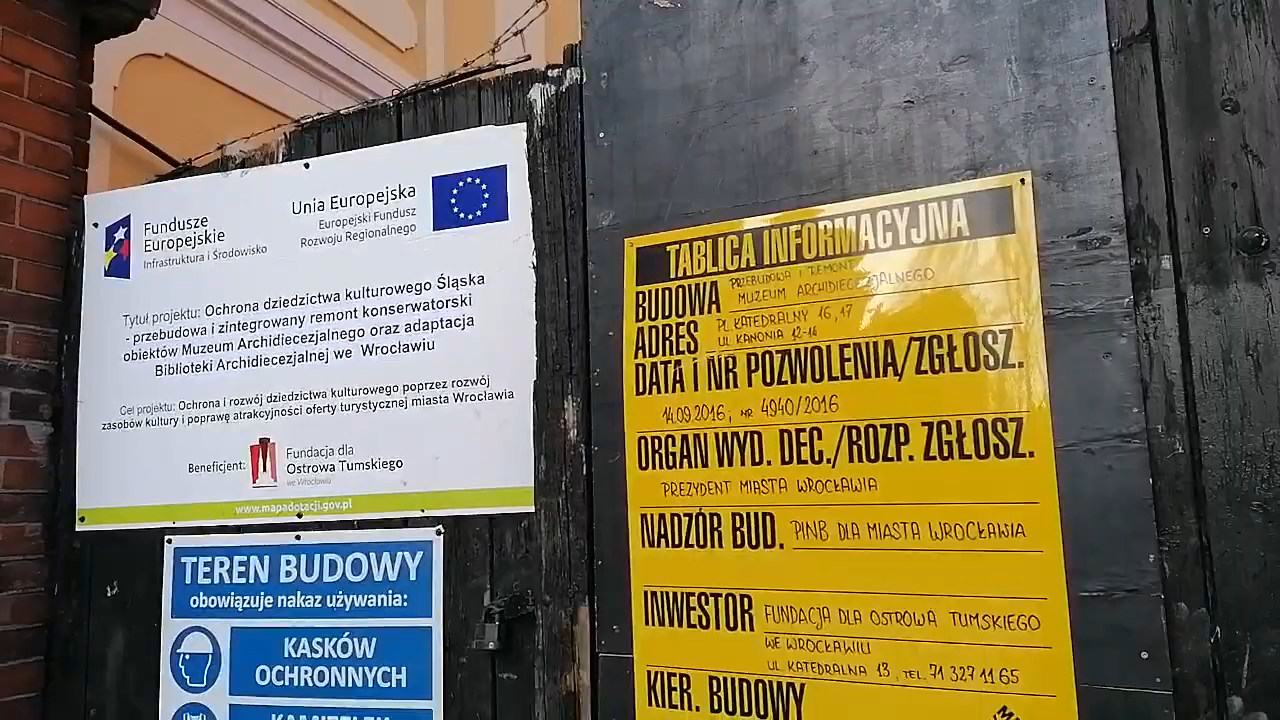 Fundusze
Europejskie
Infrastruktura i Środowisko
Unia Europejska
Europejski Fundusz
Rozwoju Regionalnego
Tytuł projektu: Ochrona dziedzictwa kulturowego Śląska
- przebudowa i zintegrowany remont konserwatorski
obiektów Muzeum Archidiecezjalnego oraz adaptacja
Biblioteki Archidiecezjalnej we Wrocławiu
Cel projektu: Ochrona i rozwój dziedzictwa kulturowego poprzez rozwój
zasobów kultury i poprawę atrakcyjności oferty turystycznej miasta Wrocławia
Beneficjent:
Fundacja dla
Ostrowa Tumskiego
we Wrocławiu
www.mapadotacji.gov.pl
TEREN BUDOWY
obowiązuje nakaz używania:
KASKÓW
OCHRONNYCH
KAMIZELEK
TABLICA INFORMACYJNA
BUDOWA PRZEBUDOWA I REMONT
MUZEUM ARCHIDIECEZJALNEGO
ADRES PL. KATEDRALNY 16, 17
UL KANONIA 12-14
DATA i NR POZWOLENIA/ZGŁOSZ.
14.09.2016, NR 4940/2016
ORGAN WYD. DEC./ROZP. ZGŁOSZ.
PREZYDENT MIASTA WROCŁAWIA
NADZÓR BUD. PINB DLA MIASTA WROCŁAWIA
INWESTOR FUNDACJA DLA OSTROWA TUMSKIEGO
WE WROCŁAWIU
UL KATEDRALNA 13, TEL. 71 327 11 65
KIER. BUDOWY